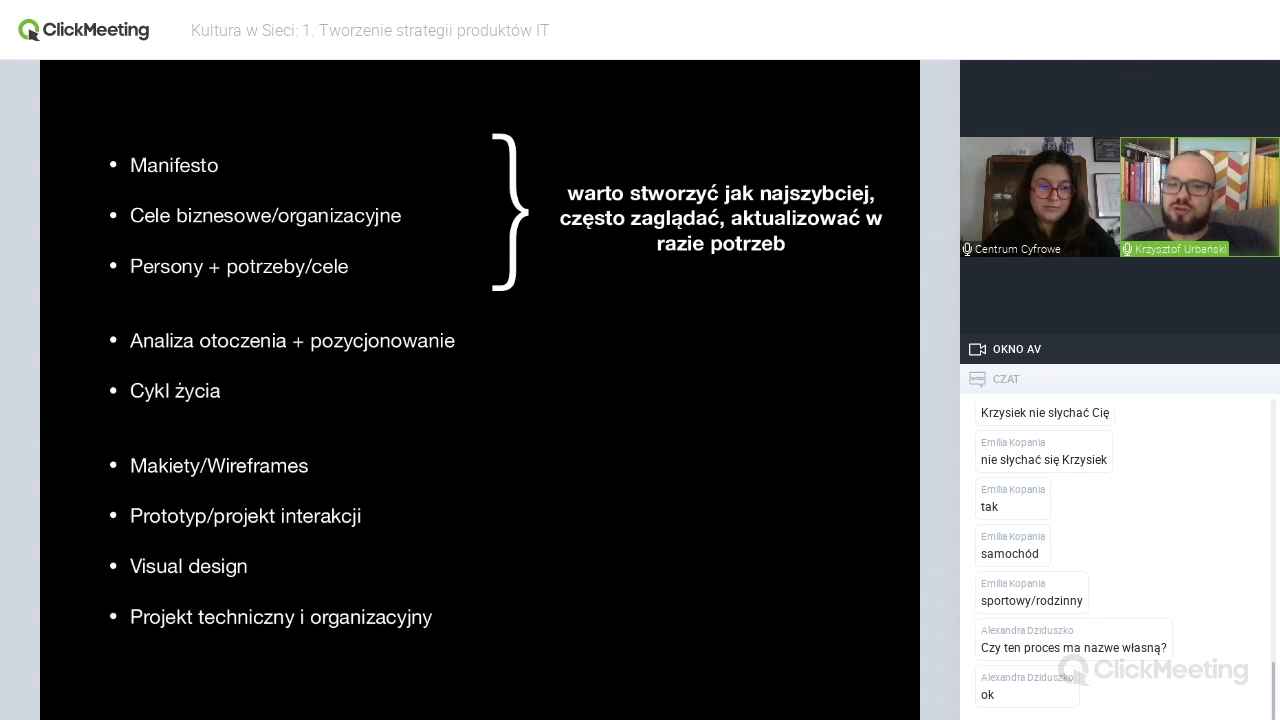 ClickMeeting
Kultura w Sieci: 1. Tworzenie strategii produktów IT
• Manifesto
• Cele biznesowe/organizacyjne
• Persony + potrzeby/cele
warto stworzyć jak najszybciej,
często zaglądać, aktualizować w
razie potrzeb
• Analiza otoczenia + pozycjonowanie
• Cykl życia
• Makiety/Wireframes
• Prototyp/projekt interakcji
• Visual design
• Projekt techniczny i organizacyjny
Centrum Cyfrowe
Krzysztof Urbański
OKNO AV
CZAT
Krzysiek nie słychać Cię
Emilia Kopania
nie słychać się Krzysiek
Emilia Kopania
tak
Emilia Kopania
samochód
Emilia Kopania
sportowy/rodzinny
Alexandra Dziduszko
Czy ten proces ma nazwe własną?
Alexandra Dziduszko
ok
ClickMeeting